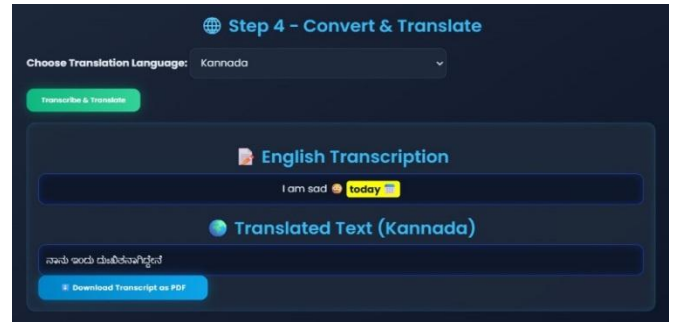 🌐 Step 4 - Convert & Translate
Choose Translation Language: Kannada
Transcribe & Translate
📝 English Transcription
I am sad 😞 today 🗓️
🌍 Translated Text (Kannada)
ನಾನು ಇಂದು ದುಃಖಿತನಾಗಿದ್ದೇನೆ
⬇️ Download Transcript as PDF